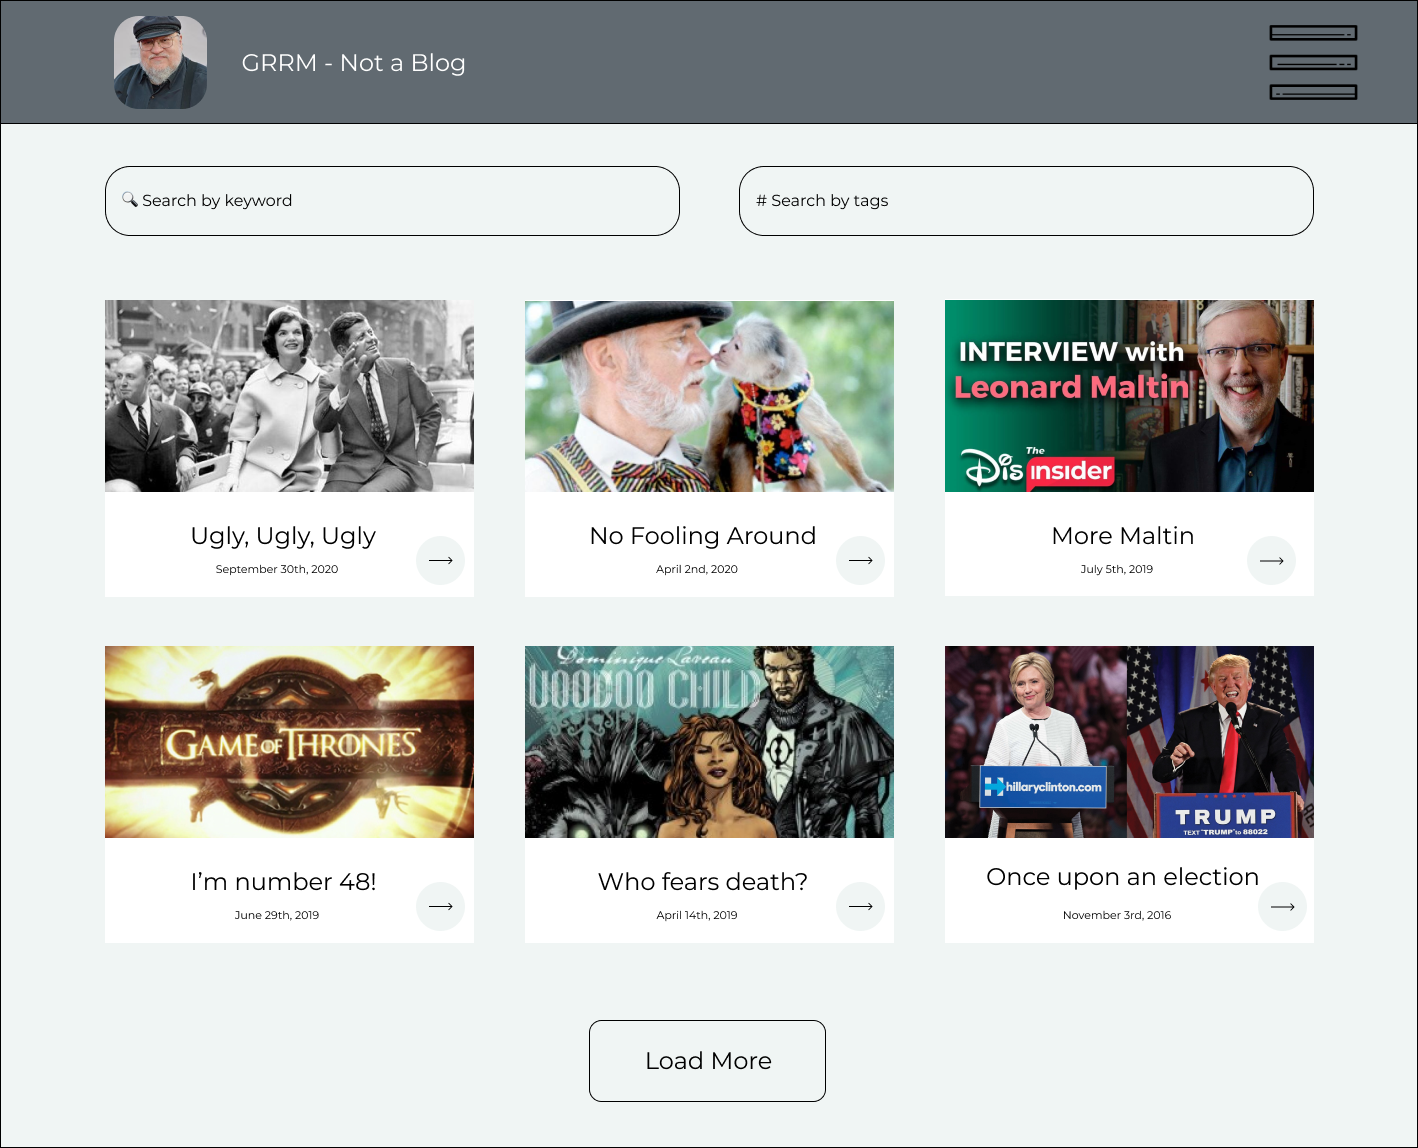 GRRM - Not a Blog
🔍 Search by keyword
# Search by tags
INTERVIEW with
Leonard Maltin
The
Dis insider
Ugly, Ugly, Ugly
September 30th, 2020
No Fooling Around
April 2nd, 2020
More Maltin
July 5th, 2019
GAME OF THRONES
Dominique Laveau
VOODOO CHILD
hillaryclinton.com
TRUMP
TEXT "TRUMP" to 88022
I'm number 48!
June 29th, 2019
Who fears death?
April 14th, 2019
Once upon an election
November 3rd, 2016
Load More